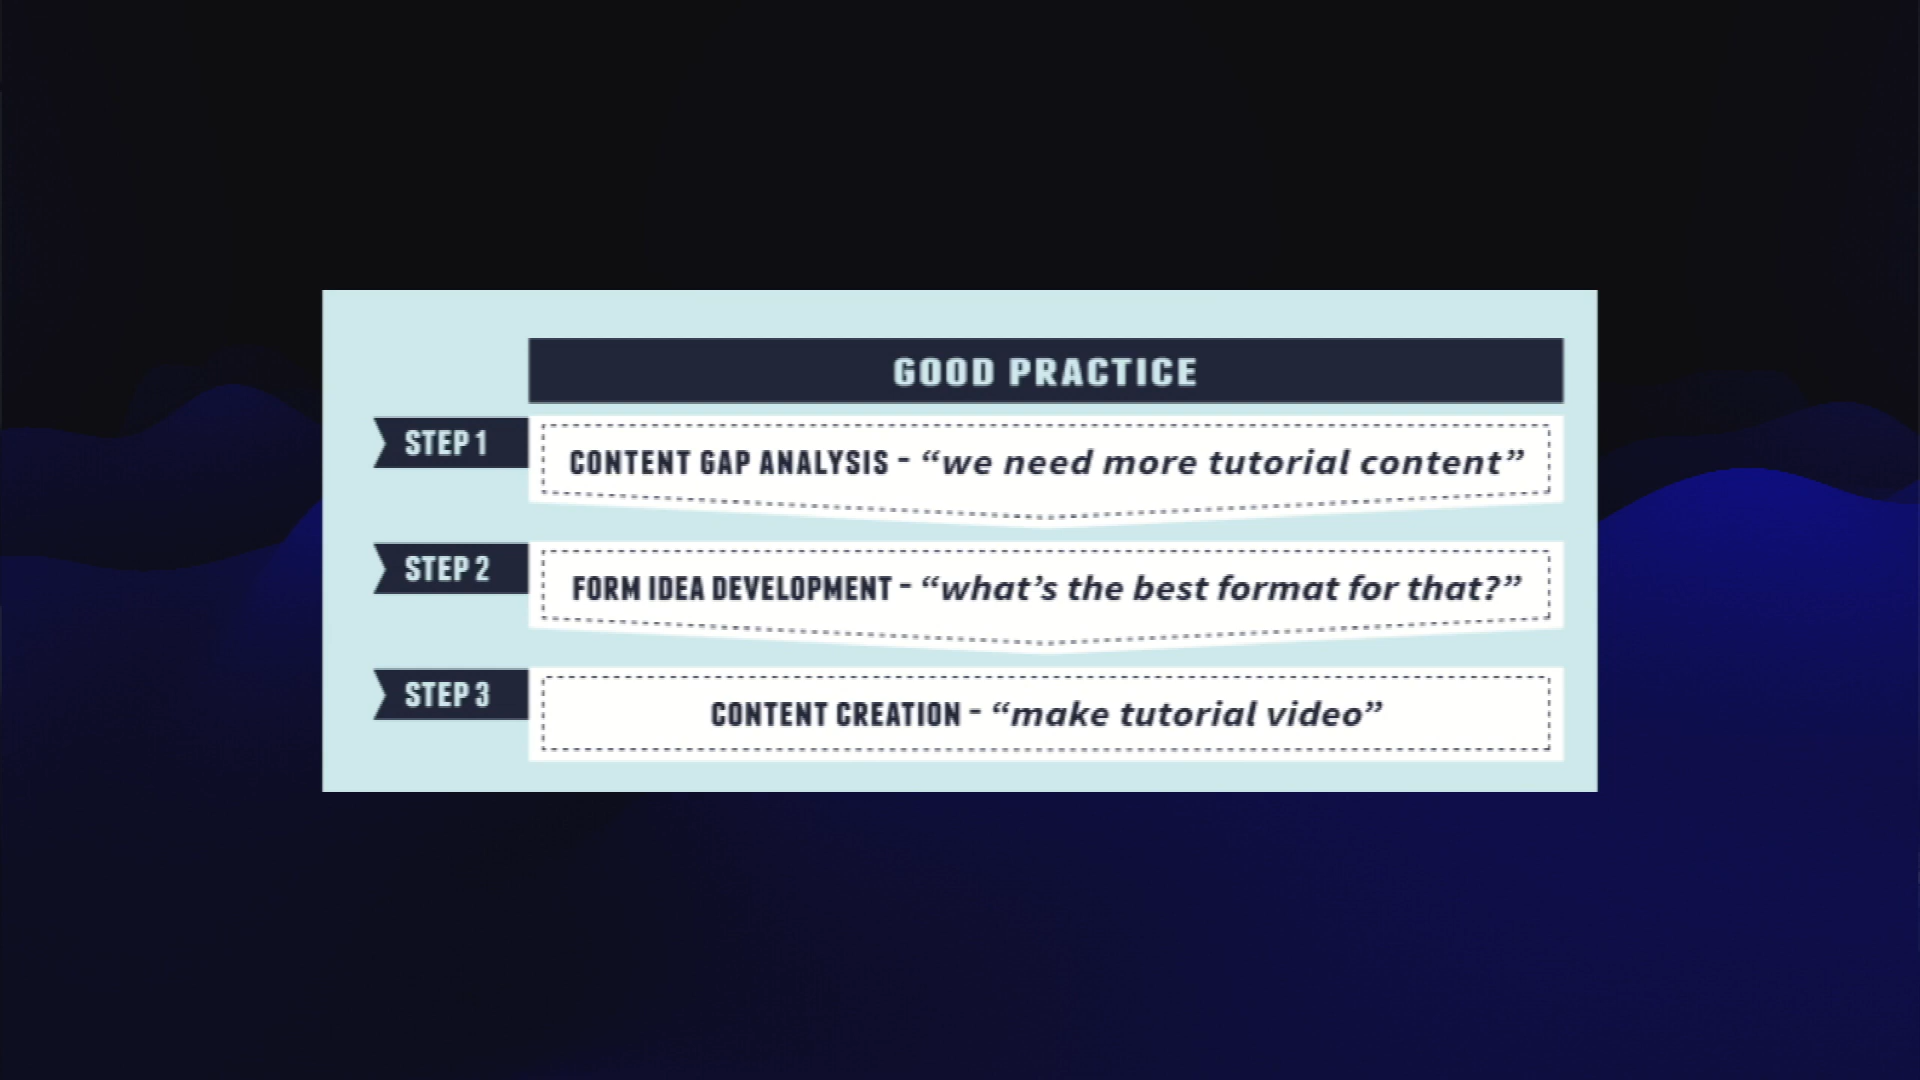 GOOD PRACTICE
STEP 1
CONTENT GAP ANALYSIS - “we need more tutorial content”
STEP 2
FORM IDEA DEVELOPMENT - “what’s the best format for that?”
STEP 3
CONTENT CREATION - “make tutorial video”